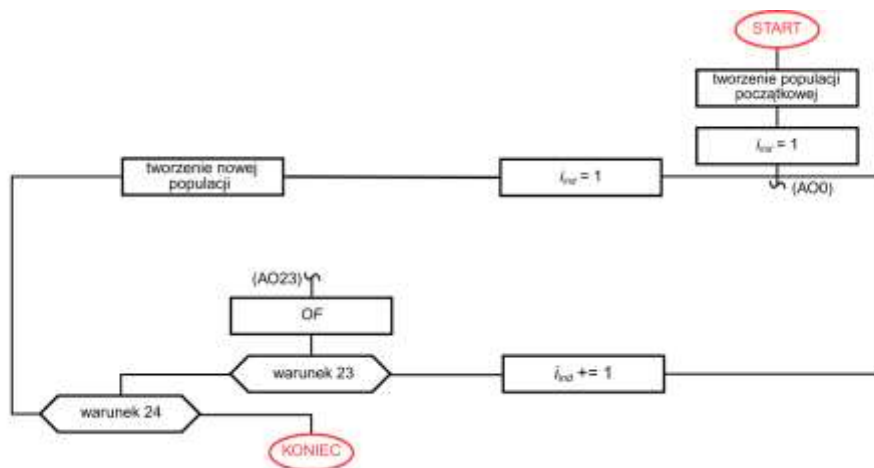 START
tworzenie populacji
początkowej
i_ind = 1
(AO0)
tworzenie nowej
populacji
i_ind = 1
(AO23)
OF
warunek 23
i_ind += 1
warunek 24
KONIEC